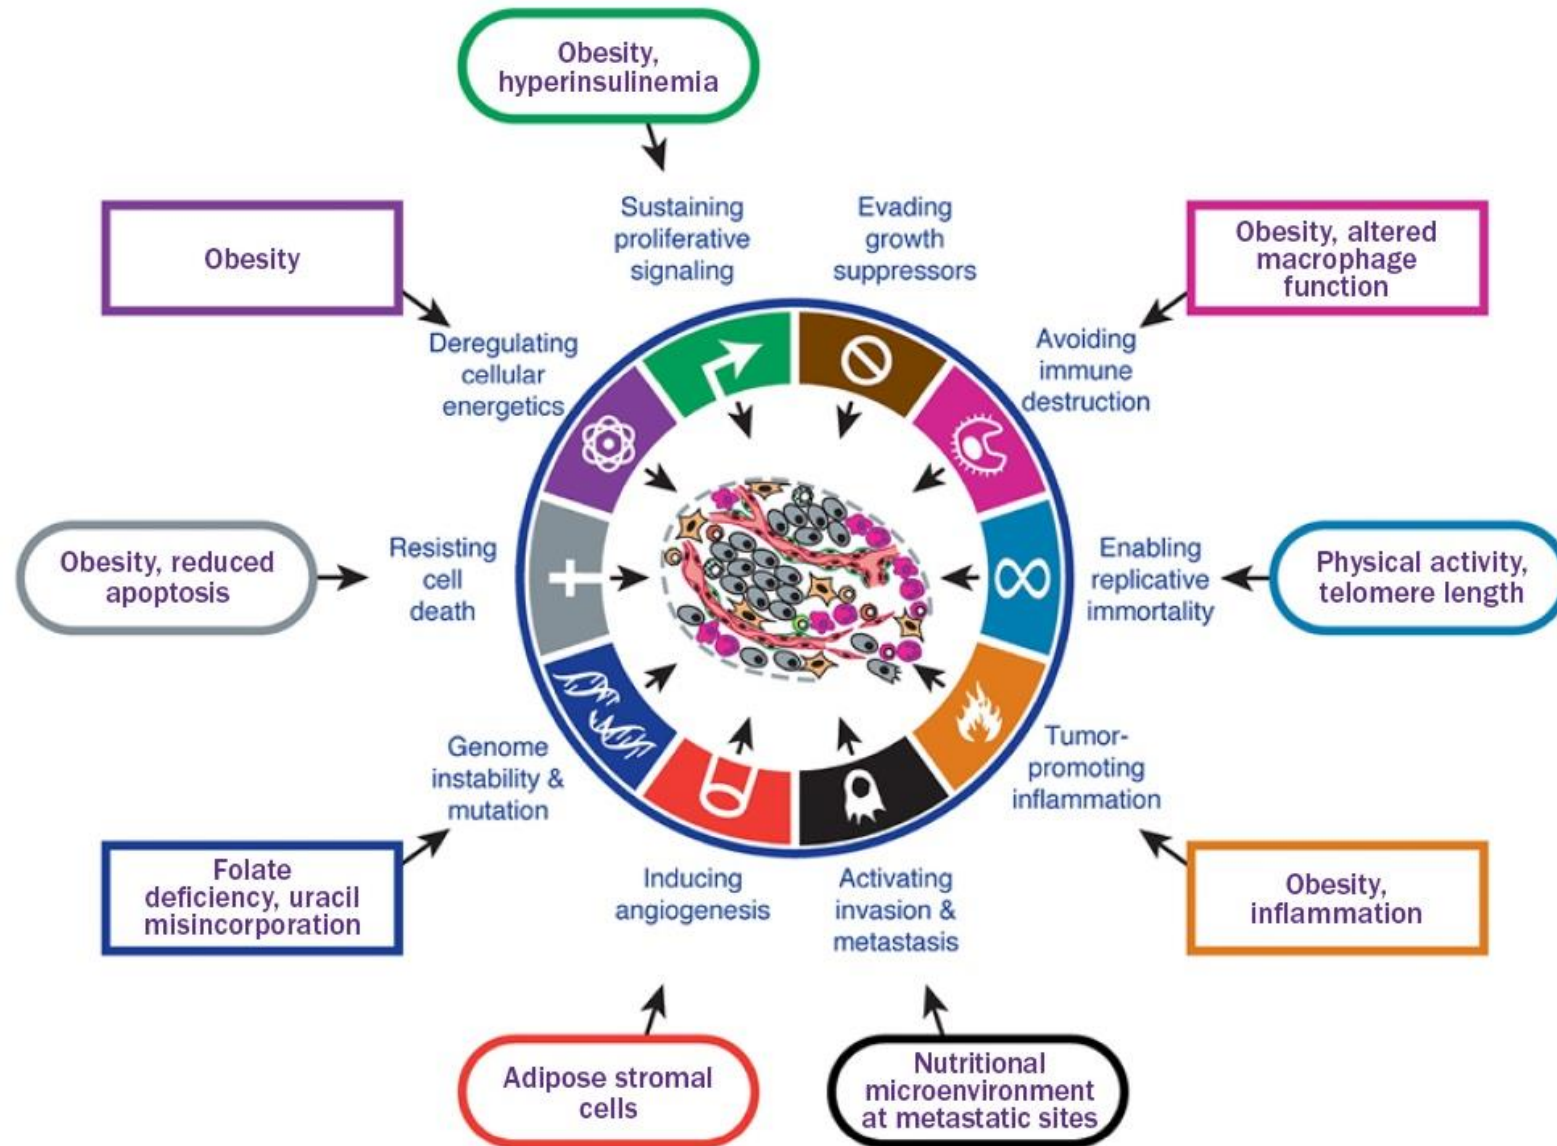 Obesity,
hyperinsulinemia
Sustaining
proliferative
signaling
Evading
growth
suppressors
Obesity
Obesity, altered
macrophage
function
Deregulating
cellular
energetics
Avoiding
immune
destruction
Obesity, reduced
apoptosis
Resisting
cell
death
Enabling
replicative
immortality
Physical activity,
telomere length
Genome
instability &
mutation
Tumor-
promoting
inflammation
Folate
deficiency, uracil
misincorporation
Inducing
angiogenesis
Activating
invasion &
metastasis
Obesity,
inflammation
Adipose stromal
cells
Nutritional
microenvironment
at metastatic sites